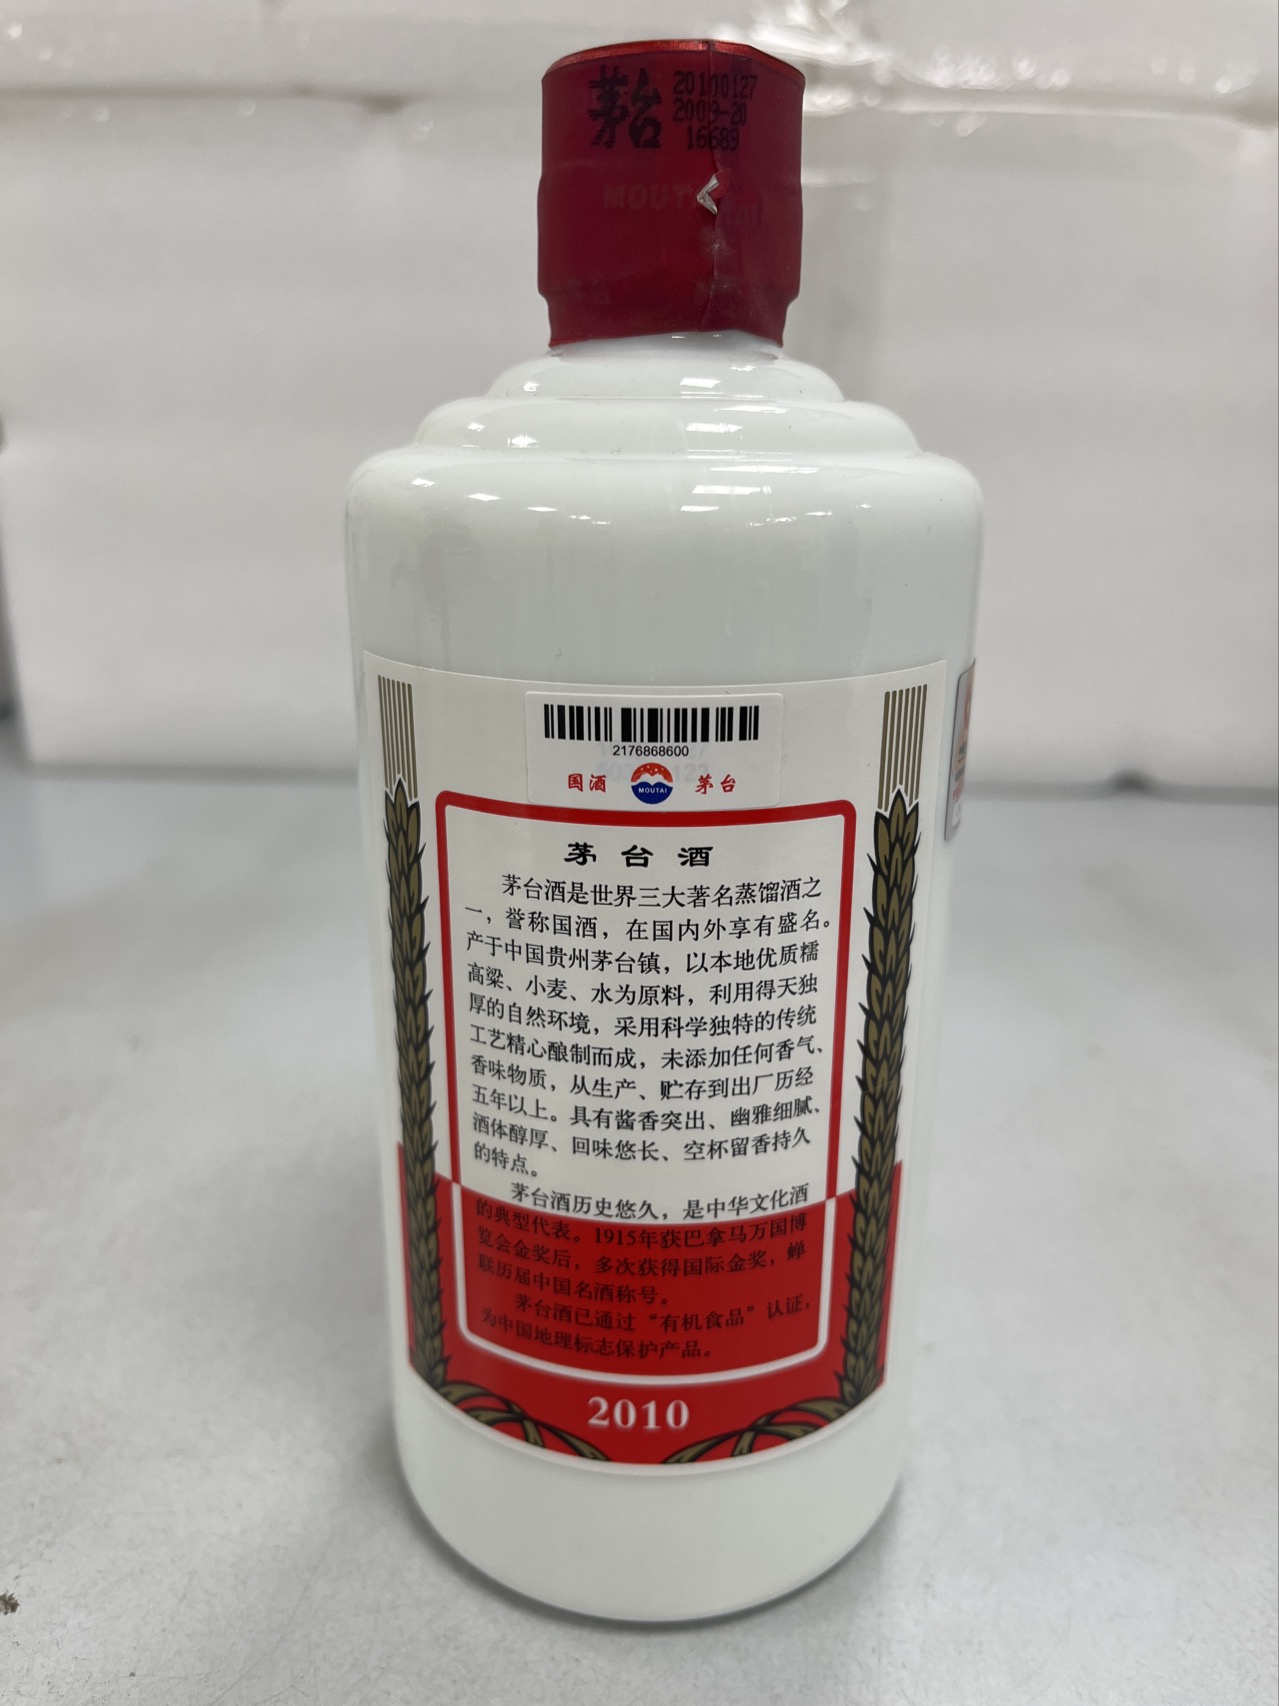 茅台
20100127
2009-20
16689
MOUTAI
2176868600
国酒 MOUTAI 茅台
茅台酒
茅台酒是世界三大著名蒸馏酒之
一，誉称国酒，在国内外享有盛名。
产于中国贵州茅台镇，以本地优质糯
高粱、小麦、水为原料，利用得天独
厚的自然环境，采用科学独特的传统
工艺精心酿制而成，未添加任何香气、
香味物质，从生产、贮存到出厂历经
五年以上。具有酱香突出、幽雅细腻、
酒体醇厚、回味悠长、空杯留香持久
的特点。
茅台酒历史悠久，是中华文化酒
的典型代表。1915年获巴拿马万国博
览会金奖后，多次获得国际金奖，蝉
联历届中国名酒称号。
茅台酒已通过“有机食品”认证，
为中国地理标志保护产品。
2010